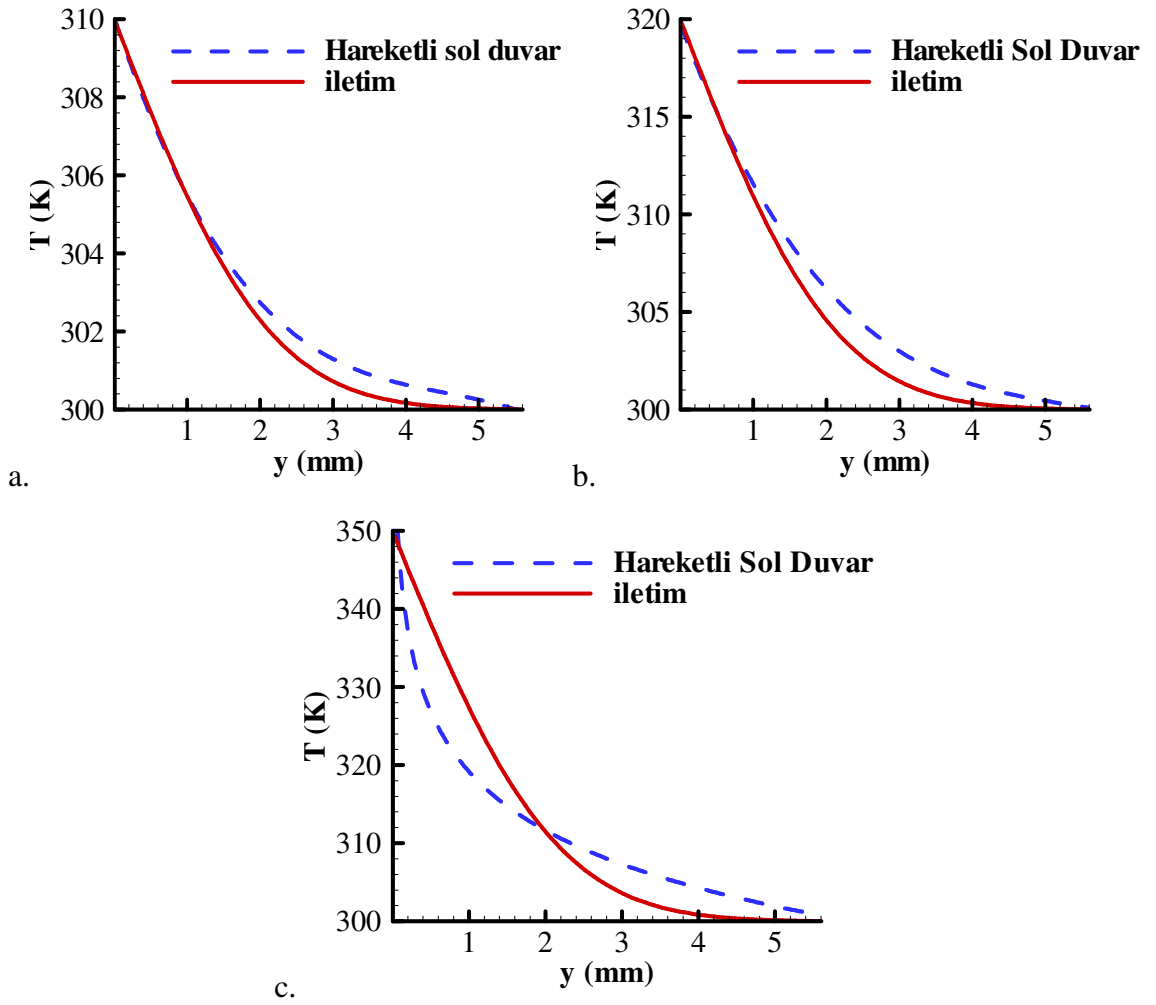 310
308
306
304
302
300
T (K)
Hareketli sol duvar
iletim
1 2 3 4 5
y (mm)
a.
320
315
310
305
300
T (K)
Hareketli Sol Duvar
iletim
1 2 3 4 5
y (mm)
b.
350
340
330
320
310
300
T (K)
Hareketli Sol Duvar
iletim
1 2 3 4 5
y (mm)
c.